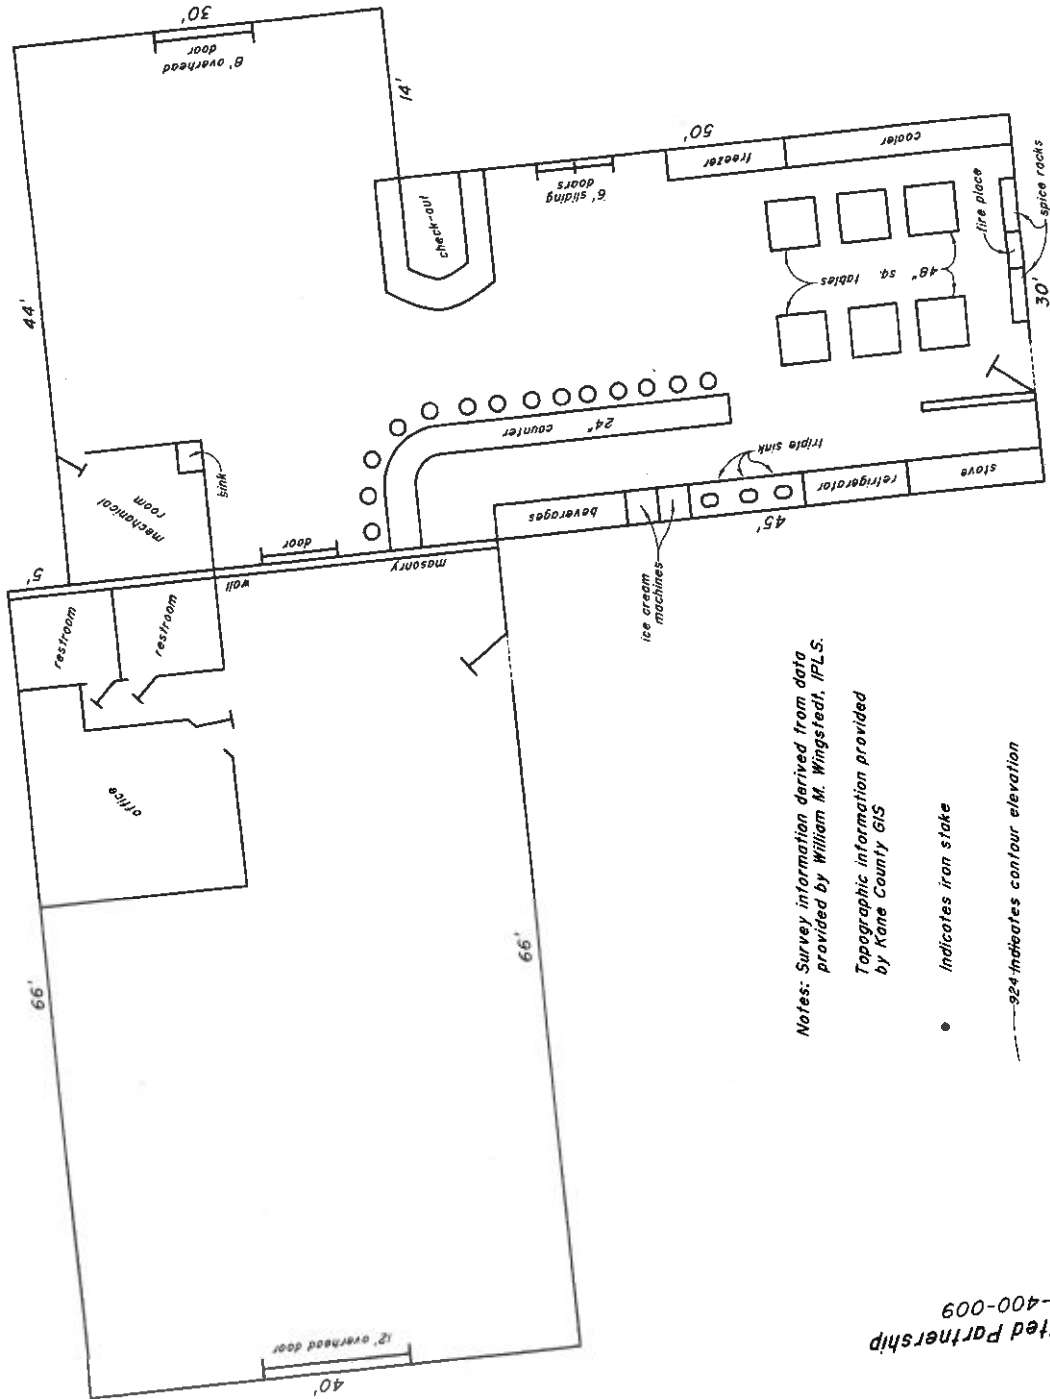 30'
8' overhead
door
44'
14'
5'
mechanical
room
sink
check-out
6' sliding
doors
50'
freezer
cooler
fire place
spice racks
48" sq. tables
30'
24"
counter
door
masonry
wall
restroom
restroom
office
beverages
ice cream
machines
triple sink
refrigerator
stove
45'
66'
66'
12' overhead door
40'
Notes: Survey information derived from data
provided by William M. Wingstedt, IPLS.
Topographic information provided
by Kane County GIS
Indicates iron stake
924 Indicates contour elevation
Partnership
-400-009